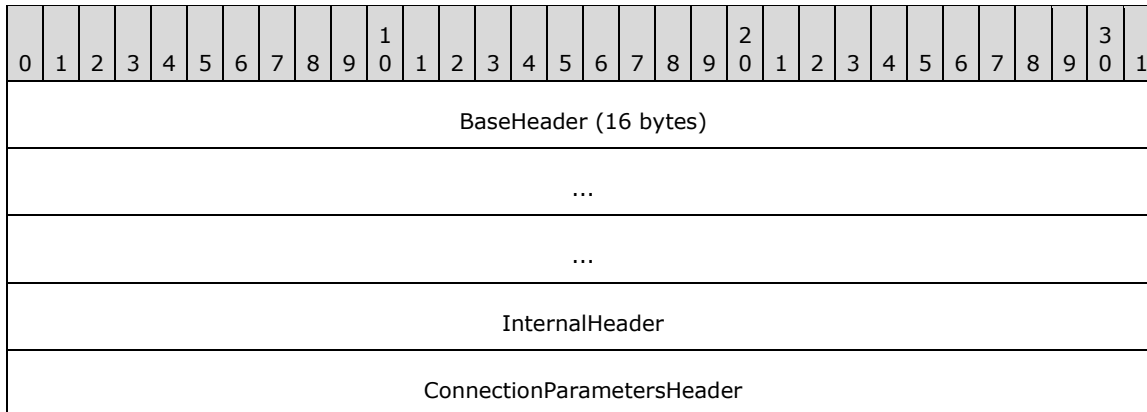 1 2 3
0 1 2 3 4 5 6 7 8 9 0 1 2 3 4 5 6 7 8 9 0 1 2 3 4 5 6 7 8 9 0 1
BaseHeader (16 bytes)
...
...
InternalHeader
ConnectionParametersHeader